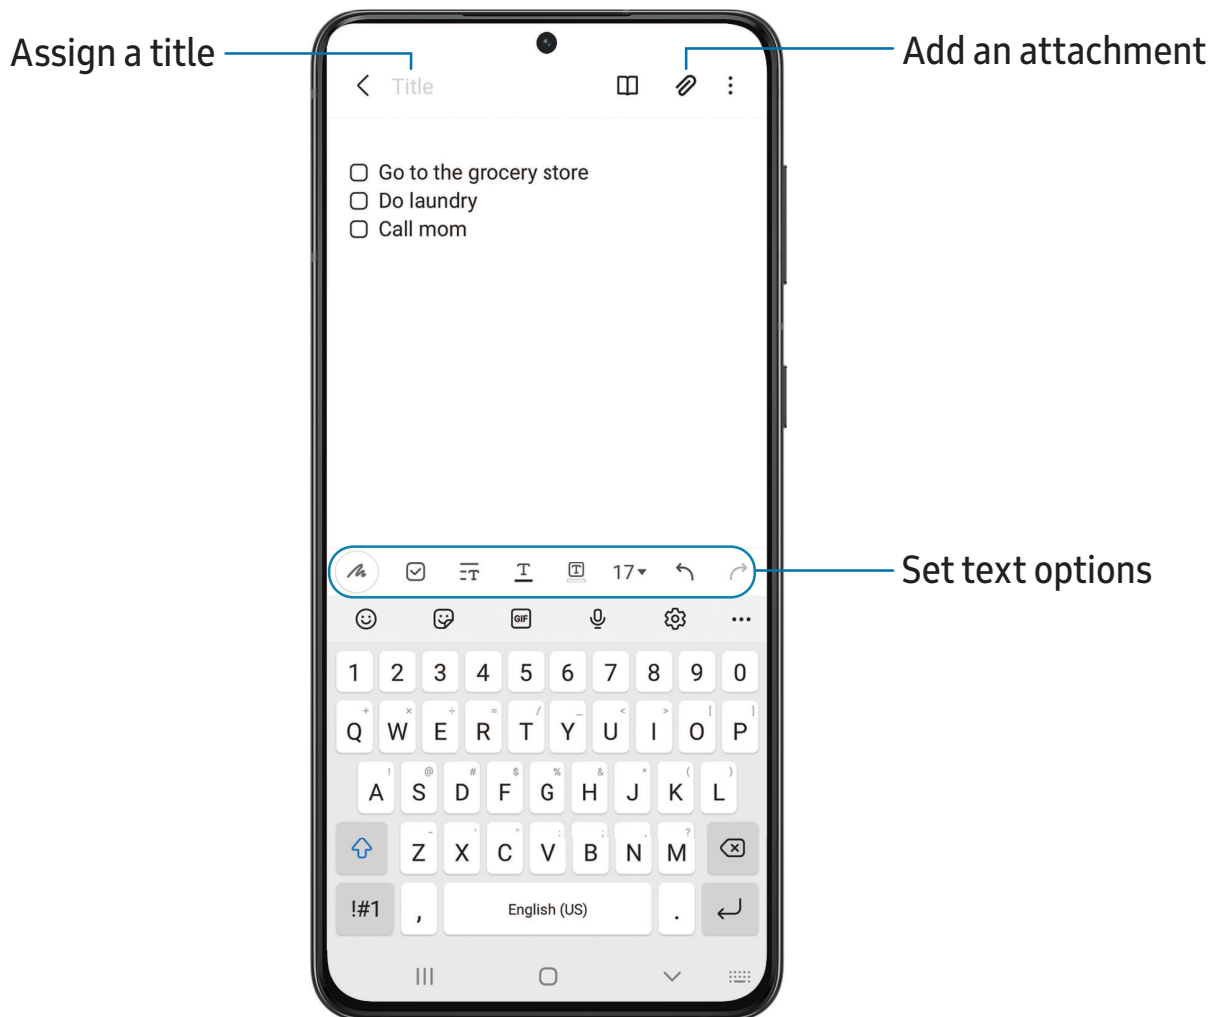 Assign a title
Add an attachment
Title
Go to the grocery store
Do laundry
Call mom
T
T
T
17
Set text options
GIF
1 2 3 4 5 6 7 8 9 0
+ × ÷ = / _ < > [ ]
Q W E R T Y U I O P
! @ # $ % & * ( )
A S D F G H J K L
- ' " : ; , ?
Z X C V B N M
!#1 , English (US) .